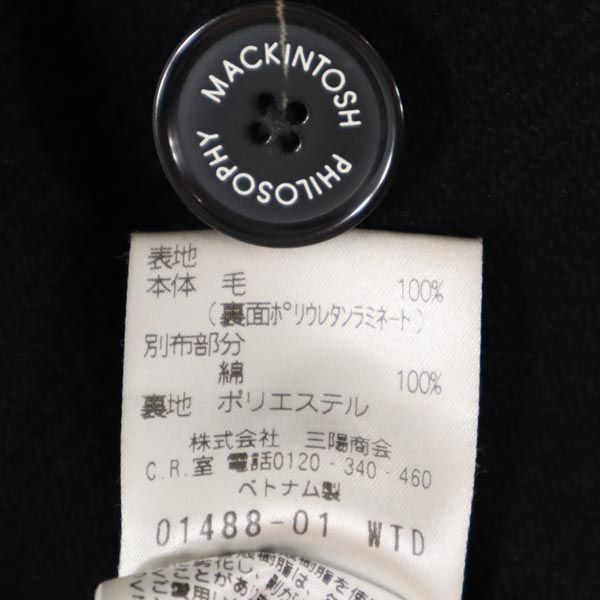 MACKINTOSH PHILOSOPHY
表地
本体 毛 100%
(裏面ポリウレタンラミネート)
別布部分
綿 100%
裏地 ポリエステル
株式会社 三陽商会
C.R.室 電話0120-340-460
ベトナム製
01488-01 WTD